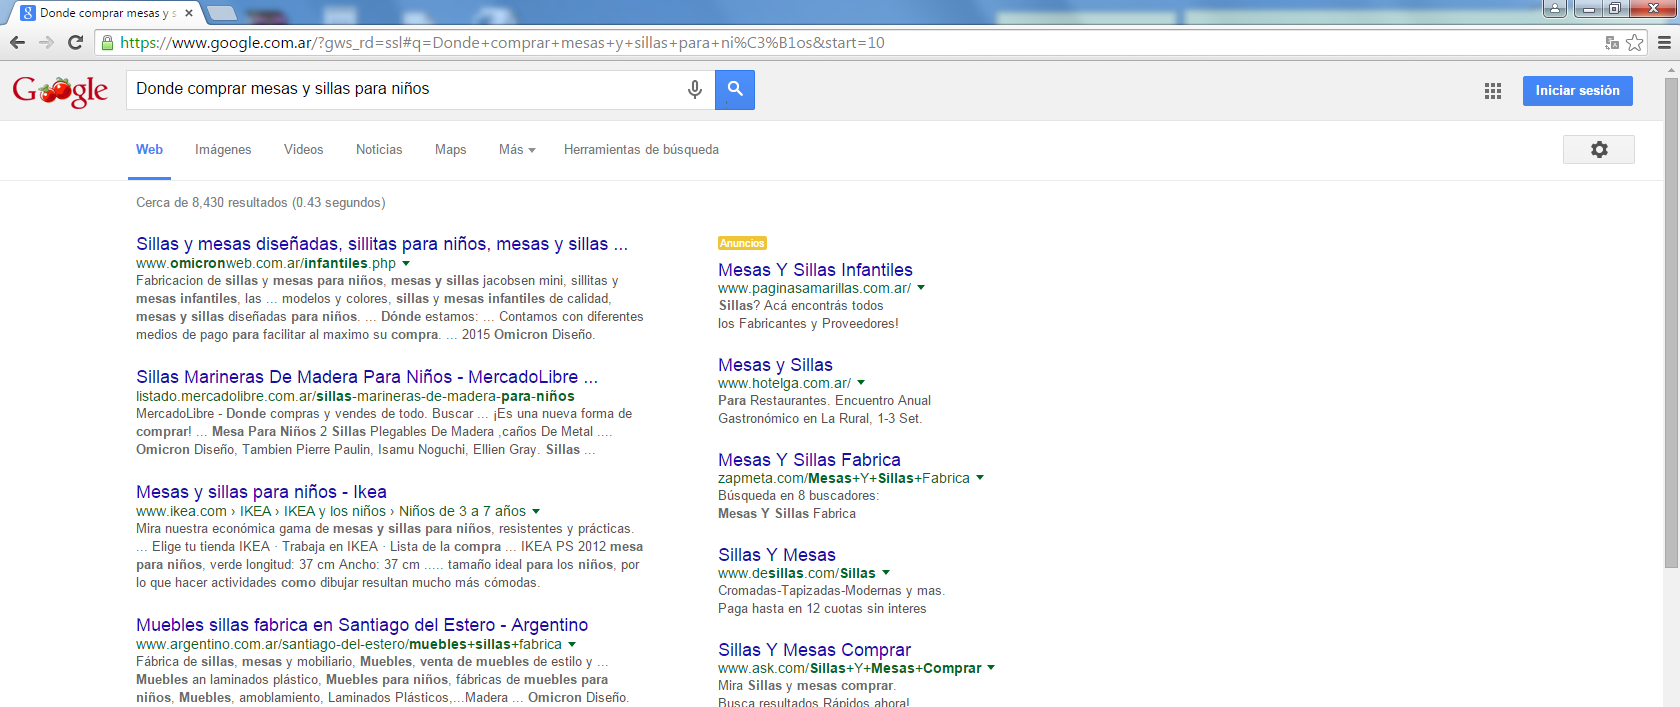 Donde comprar mesas y s
https://www.google.com.ar/?gws_rd=ssl#q=Donde+comprar+mesas+y+sillas+para+ni%C3%B1os&start=10
Google
Donde comprar mesas y sillas para niños
Iniciar sesión
Web Imágenes Videos Noticias Maps Más Herramientas de búsqueda
Cerca de 8,430 resultados (0.43 segundos)
Sillas y mesas diseñadas, sillitas para niños, mesas y sillas ...
www.omicronweb.com.ar/infantiles.php
Fabricacion de sillas y mesas para niños, mesas y sillas jacobsen mini, sillitas y
mesas infantiles, las ... modelos y colores, sillas y mesas infantiles de calidad,
mesas y sillas diseñadas para niños. ... Dónde estamos: ... Contamos con diferentes
medios de pago para facilitar al maximo su compra. ... 2015 Omicron Diseño.
Sillas Marineras De Madera Para Niños - MercadoLibre ...
listado.mercadolibre.com.ar/sillas-marineras-de-madera-para-niños
MercadoLibre - Donde compras y vendes de todo. Buscar ... ¡Es una nueva forma de
comprar! ... Mesa Para Niños 2 Sillas Plegables De Madera ,caños De Metal ....
Omicron Diseño, Tambien Pierre Paulin, Isamu Noguchi, Ellien Gray. Sillas ...
Mesas y sillas para niños - Ikea
www.ikea.com › IKEA › IKEA y los niños › Niños de 3 a 7 años
Mira nuestra económica gama de mesas y sillas para niños, resistentes y prácticas.
... Elige tu tienda IKEA · Trabaja en IKEA · Lista de la compra ... IKEA PS 2012 mesa
para niños, verde longitud: 37 cm Ancho: 37 cm ..... tamaño ideal para los niños, por
lo que hacer actividades como dibujar resultan mucho más cómodas.
Muebles sillas fabrica en Santiago del Estero - Argentino
www.argentino.com.ar/santiago-del-estero/muebles+sillas+fabrica
Fábrica de sillas, mesas y mobiliario, Muebles, venta de muebles de estilo y ...
Muebles an laminados plástico, Muebles para niños, fábricas de muebles para
niños, Muebles, amoblamiento, Laminados Plásticos,...Madera ... Omicron Diseño.
Anuncios
Mesas Y Sillas Infantiles
www.paginasamarillas.com.ar/
Sillas? Acá encontrás todos
los Fabricantes y Proveedores!
Mesas y Sillas
www.hotelga.com.ar/
Para Restaurantes. Encuentro Anual
Gastronómico en La Rural, 1-3 Set.
Mesas Y Sillas Fabrica
zapmeta.com/Mesas+Y+Sillas+Fabrica
Búsqueda en 8 buscadores:
Mesas Y Sillas Fabrica
Sillas Y Mesas
www.desillas.com/Sillas
Cromadas-Tapizadas-Modernas y mas.
Paga hasta en 12 cuotas sin interes
Sillas Y Mesas Comprar
www.ask.com/Sillas+Y+Mesas+Comprar
Mira Sillas y mesas comprar.
Busca resultados Rápidos ahora!